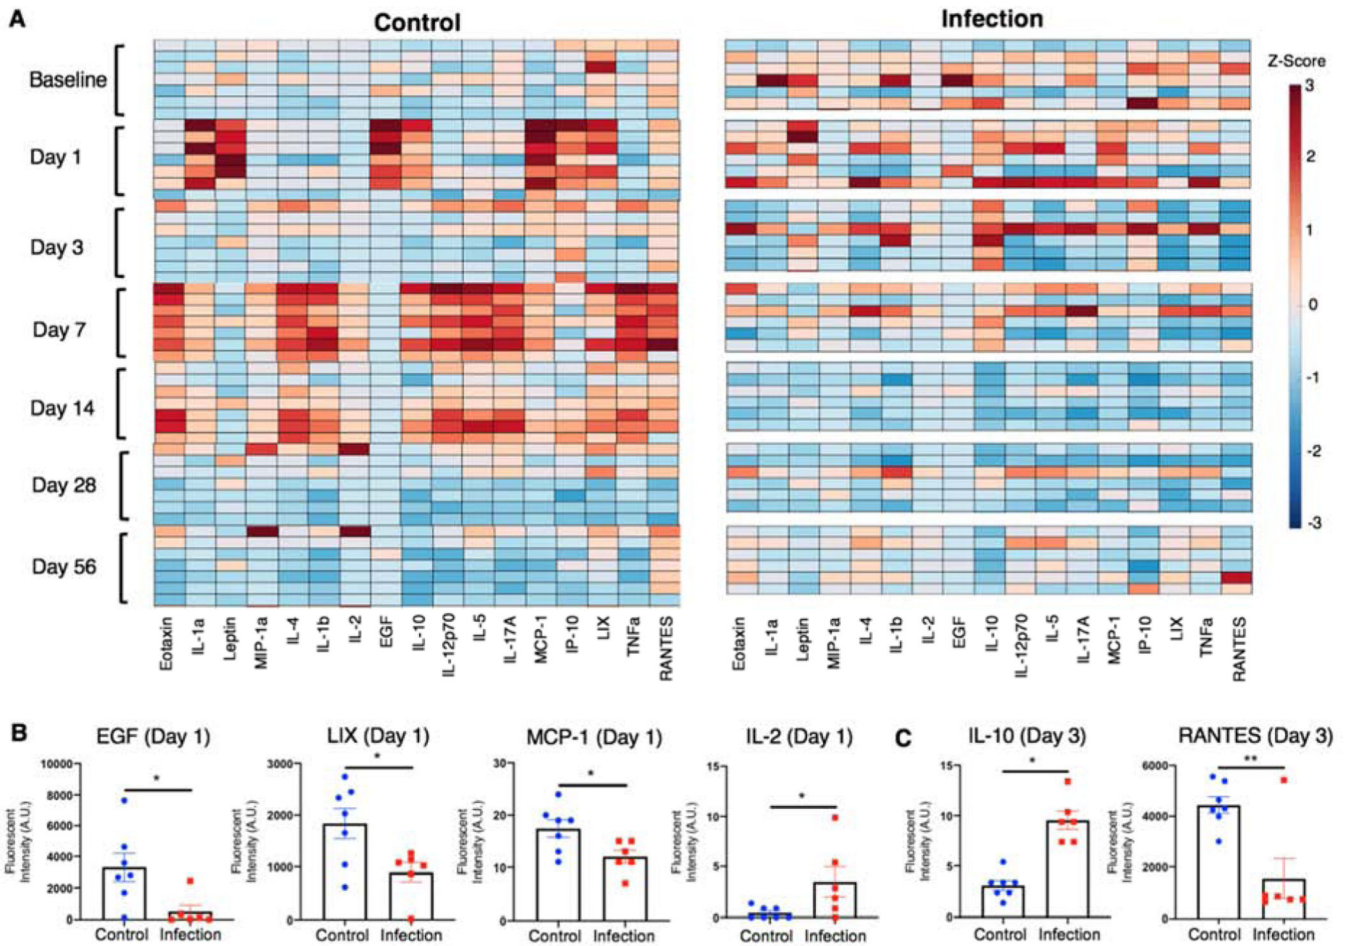 A
Control
Infection
Baseline
Day 1
Day 3
Day 7
Day 14
Day 28
Day 56
Z-Score
3
2
1
0
-1
-2
-3
Eotaxin IL-1a Leptin MIP-1a IL-4 IL-1b IL-2 EGF IL-10 IL-12p70 IL-5 IL-17A MCP-1 IP-10 LIX TNFa RANTES
Eotaxin IL-1a Leptin MIP-1a IL-4 IL-1b IL-2 EGF IL-10 IL-12p70 IL-5 IL-17A MCP-1 IP-10 LIX TNFa RANTES
B
EGF (Day 1)
Fluorescent
Intensity (A.U.)
10000
8000
6000
4000
2000
0
*
Control Infection
LIX (Day 1)
Fluorescent
Intensity (A.U.)
3000
2000
1000
0
*
Control Infection
MCP-1 (Day 1)
Fluorescent
Intensity (A.U.)
30
20
10
0
*
Control Infection
IL-2 (Day 1)
Fluorescent
Intensity (A.U.)
15
10
5
0
*
Control Infection
C
IL-10 (Day 3)
Fluorescent
Intensity (A.U.)
15
10
5
0
*
Control Infection
RANTES (Day 3)
Fluorescent
Intensity (A.U.)
6000
4000
2000
0
**
Control Infection